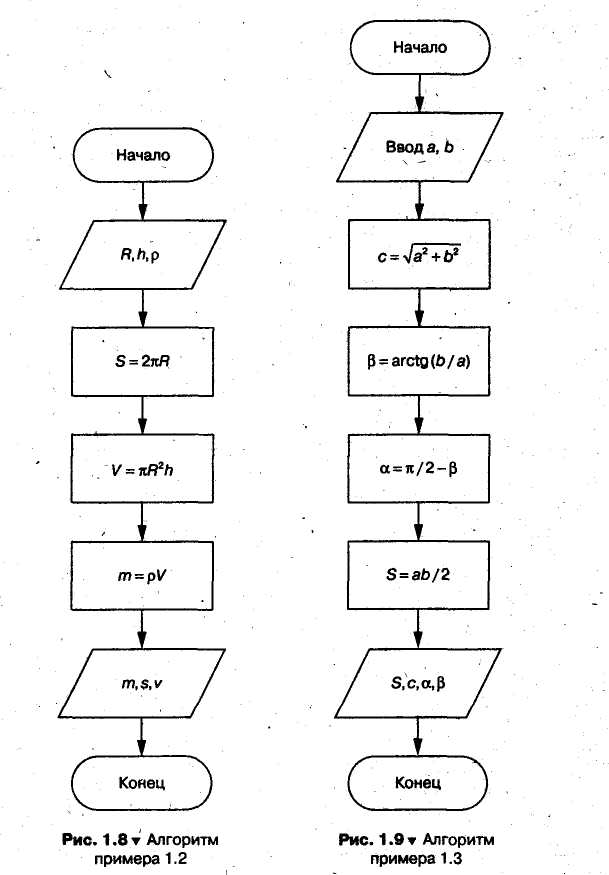 Начало
R, h, ρ
S = 2πR
V = πR²h
m = ρV
m, s, v
Конец
Рис. 1.8 ▾ Алгоритм
примера 1.2
Начало
Ввод a, b
c = √a² + b²
β = arctg (b / a)
α = π / 2 – β
S = ab / 2
S, c, α, β
Конец
Рис. 1.9 ▾ Алгоритм
примера 1.3